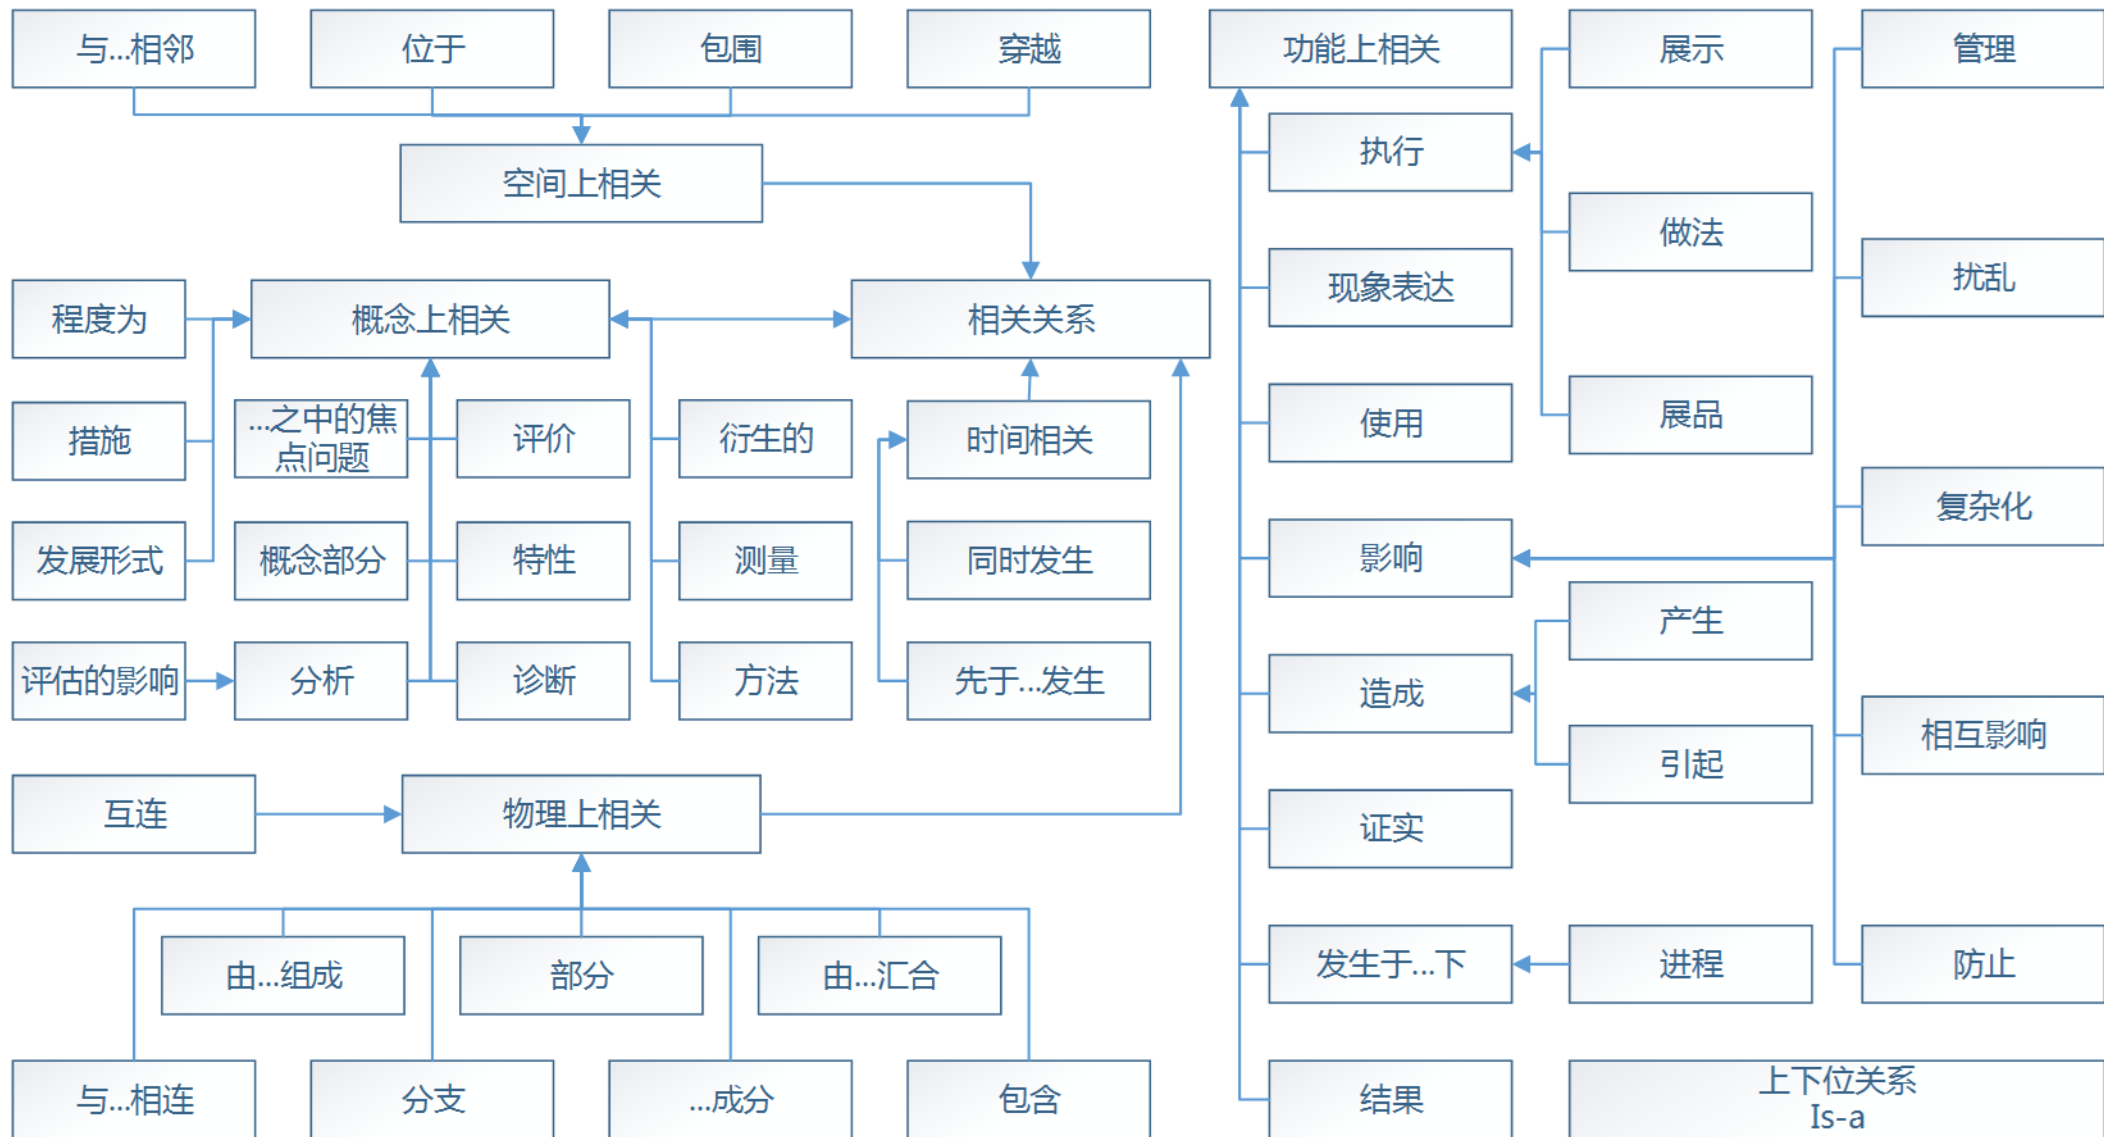 与...相邻
位于
包围
穿越
空间上相关
程度为
概念上相关
相关关系
措施
...之中的焦
点问题
评价
衍生的
时间相关
发展形式
概念部分
特性
测量
同时发生
评估的影响
分析
诊断
方法
先于...发生
互连
物理上相关
由...组成
部分
由...汇合
与...相连
分支
...成分
包含
功能上相关
展示
管理
执行
做法
扰乱
现象表达
使用
展品
复杂化
影响
产生
造成
相互影响
引起
证实
发生于...下
进程
防止
结果
上下位关系
Is-a